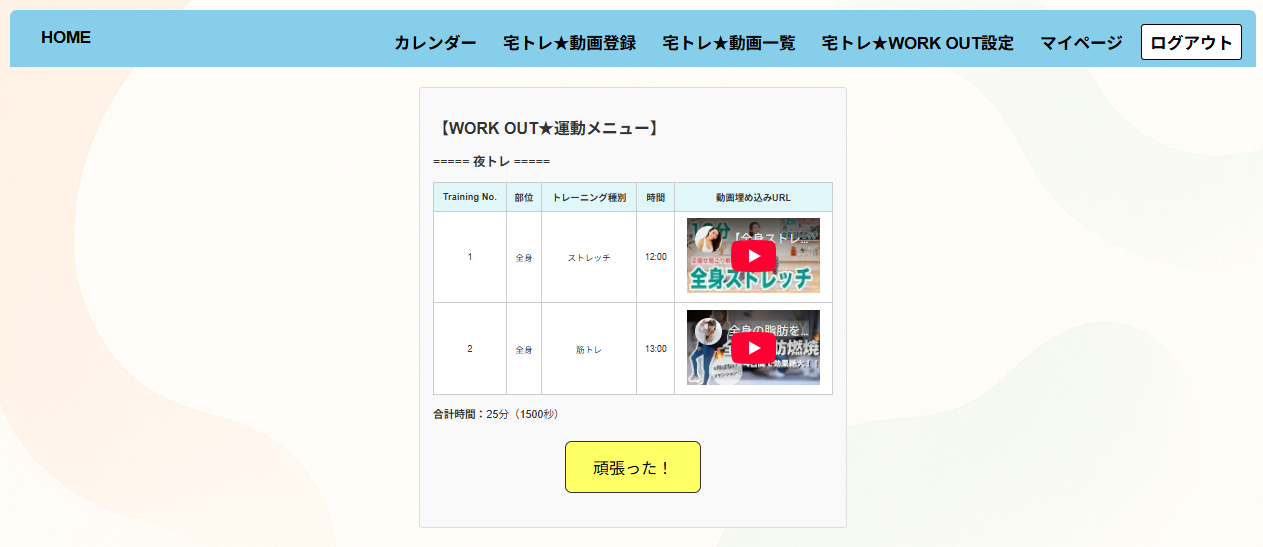 HOME
カレンダー 宅トレ★動画登録 宅トレ★動画一覧 宅トレ★WORK OUT設定 マイページ ログアウト
【WORK OUT★運動メニュー】
===== 夜トレ =====
Training No. 部位 トレーニング種別 時間 動画埋め込みURL
1 全身 ストレッチ 12:00
【全身ストレ...
全身ストレッチ
2 全身 筋トレ 13:00
全身の脂肪を...
合計時間：25分（1500秒）
頑張った！